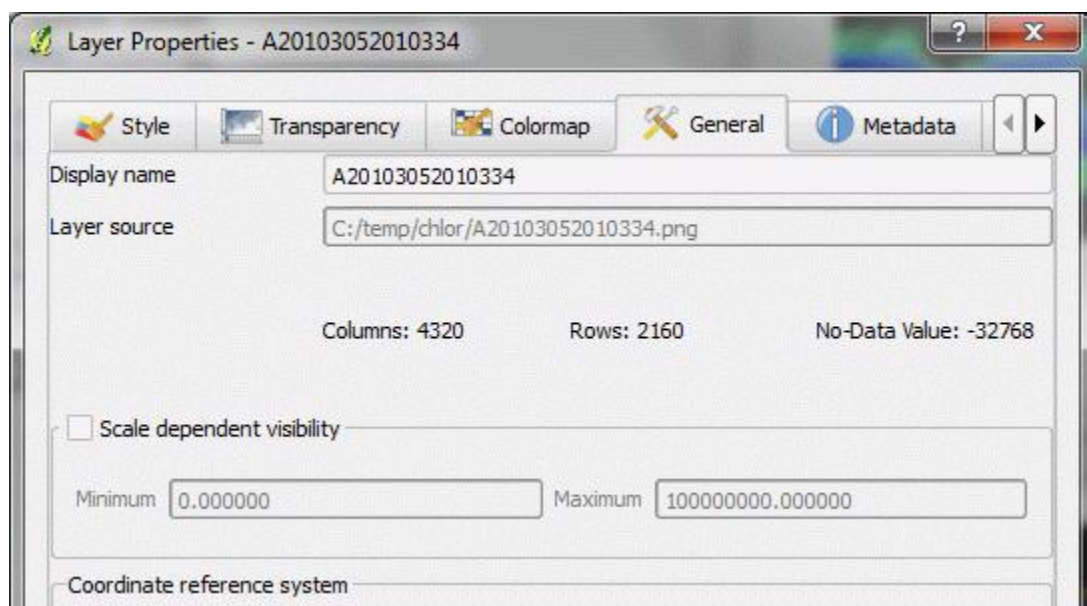 Layer Properties - A20103052010334
?
X
Style Transparency Colormap General Metadata
Display name A20103052010334
Layer source C:/temp/chlor/A20103052010334.png
Columns: 4320 Rows: 2160 No-Data Value: -32768
Scale dependent visibility
Minimum 0.000000 Maximum 100000000.000000
Coordinate reference system